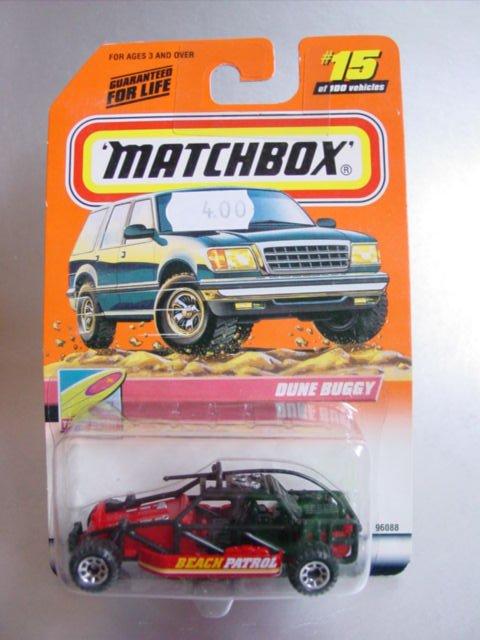 FOR AGES 3 AND OVER
GUARANTEED
FOR LIFE
#15
of 100 vehicles
'MATCHBOX'®
4.00
DUNE BUGGY
96088
BEACH PATROL